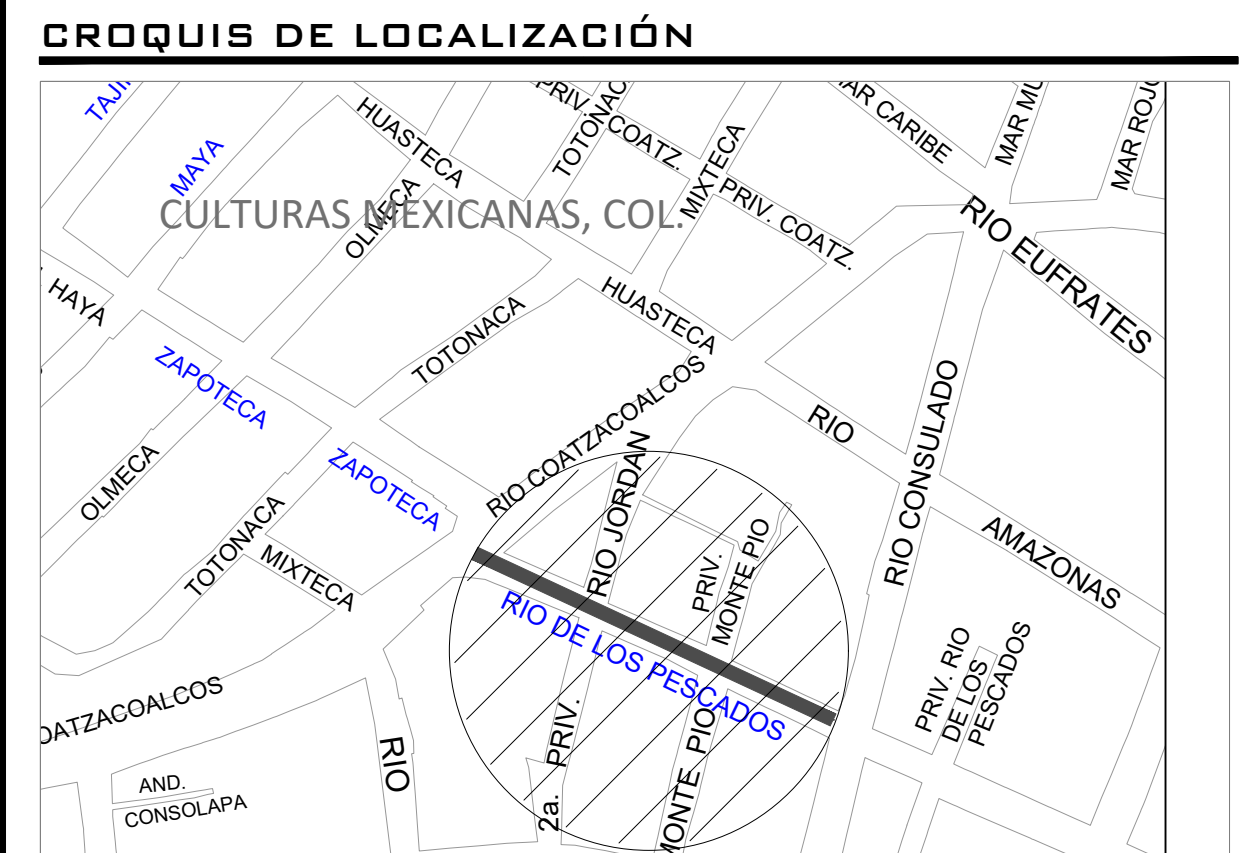 CROQUIS DE LOCALIZACIÓN
MAYA
HUASTECA
PRIV. COATZ.
MIXTECA
PRIV. COATZ.
CARIBE
MAR
MAR
RIO EUFRATES
CULTURAS MEXICANAS, COL.
OLMECA
HAYA
ZAPOTECA
TOTONACA
HUASTECA
RIO COATZACOALCOS
RIO
AMAZONAS
RIO CONSULADO
OLMECA
ZAPOTECA
TOTONACA
MIXTECA
RIO JORDAN
PRIV.
MONTE PIO
RIO DE LOS PESCADOS
PRIV. RIO
DE LOS
PESCADOS
RIO
2a. PRIV.
MONTE PIO
AND.
CONSOLAPA